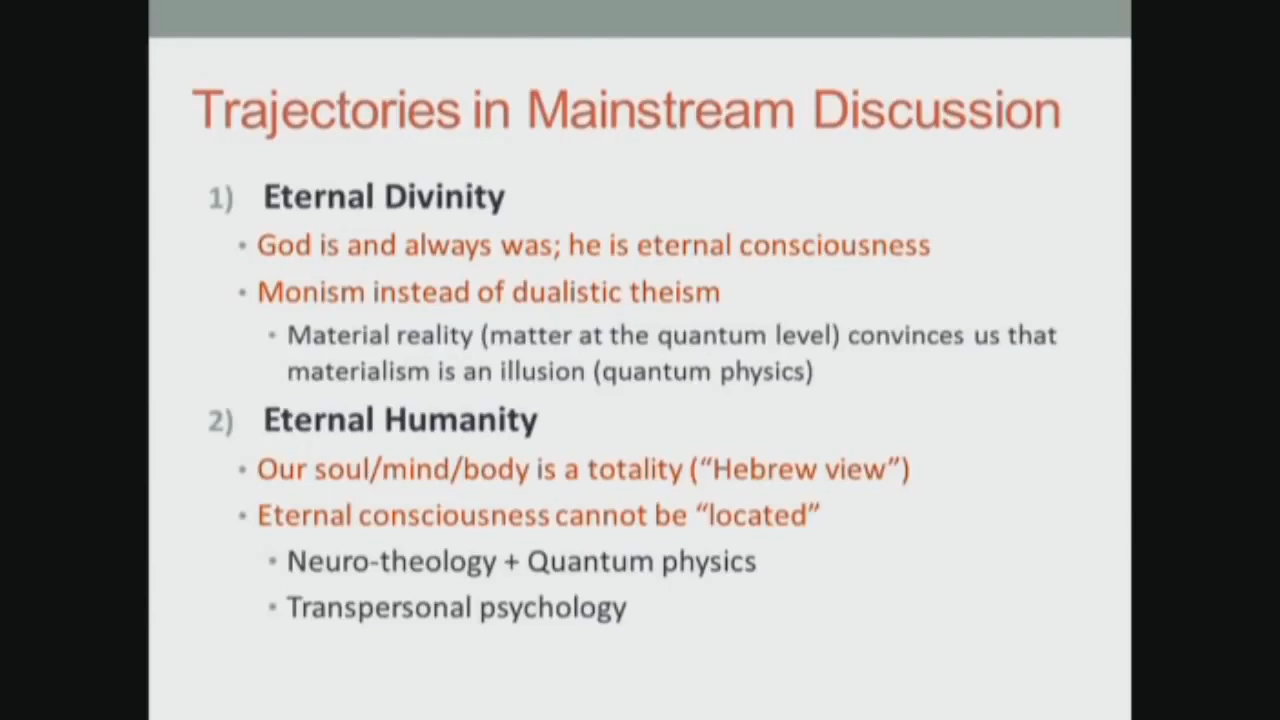 Trajectories in Mainstream Discussion
1) Eternal Divinity
• God is and always was; he is eternal consciousness
• Monism instead of dualistic theism
• Material reality (matter at the quantum level) convinces us that
materialism is an illusion (quantum physics)
2) Eternal Humanity
• Our soul/mind/body is a totality (“Hebrew view”)
• Eternal consciousness cannot be “located”
• Neuro-theology + Quantum physics
• Transpersonal psychology